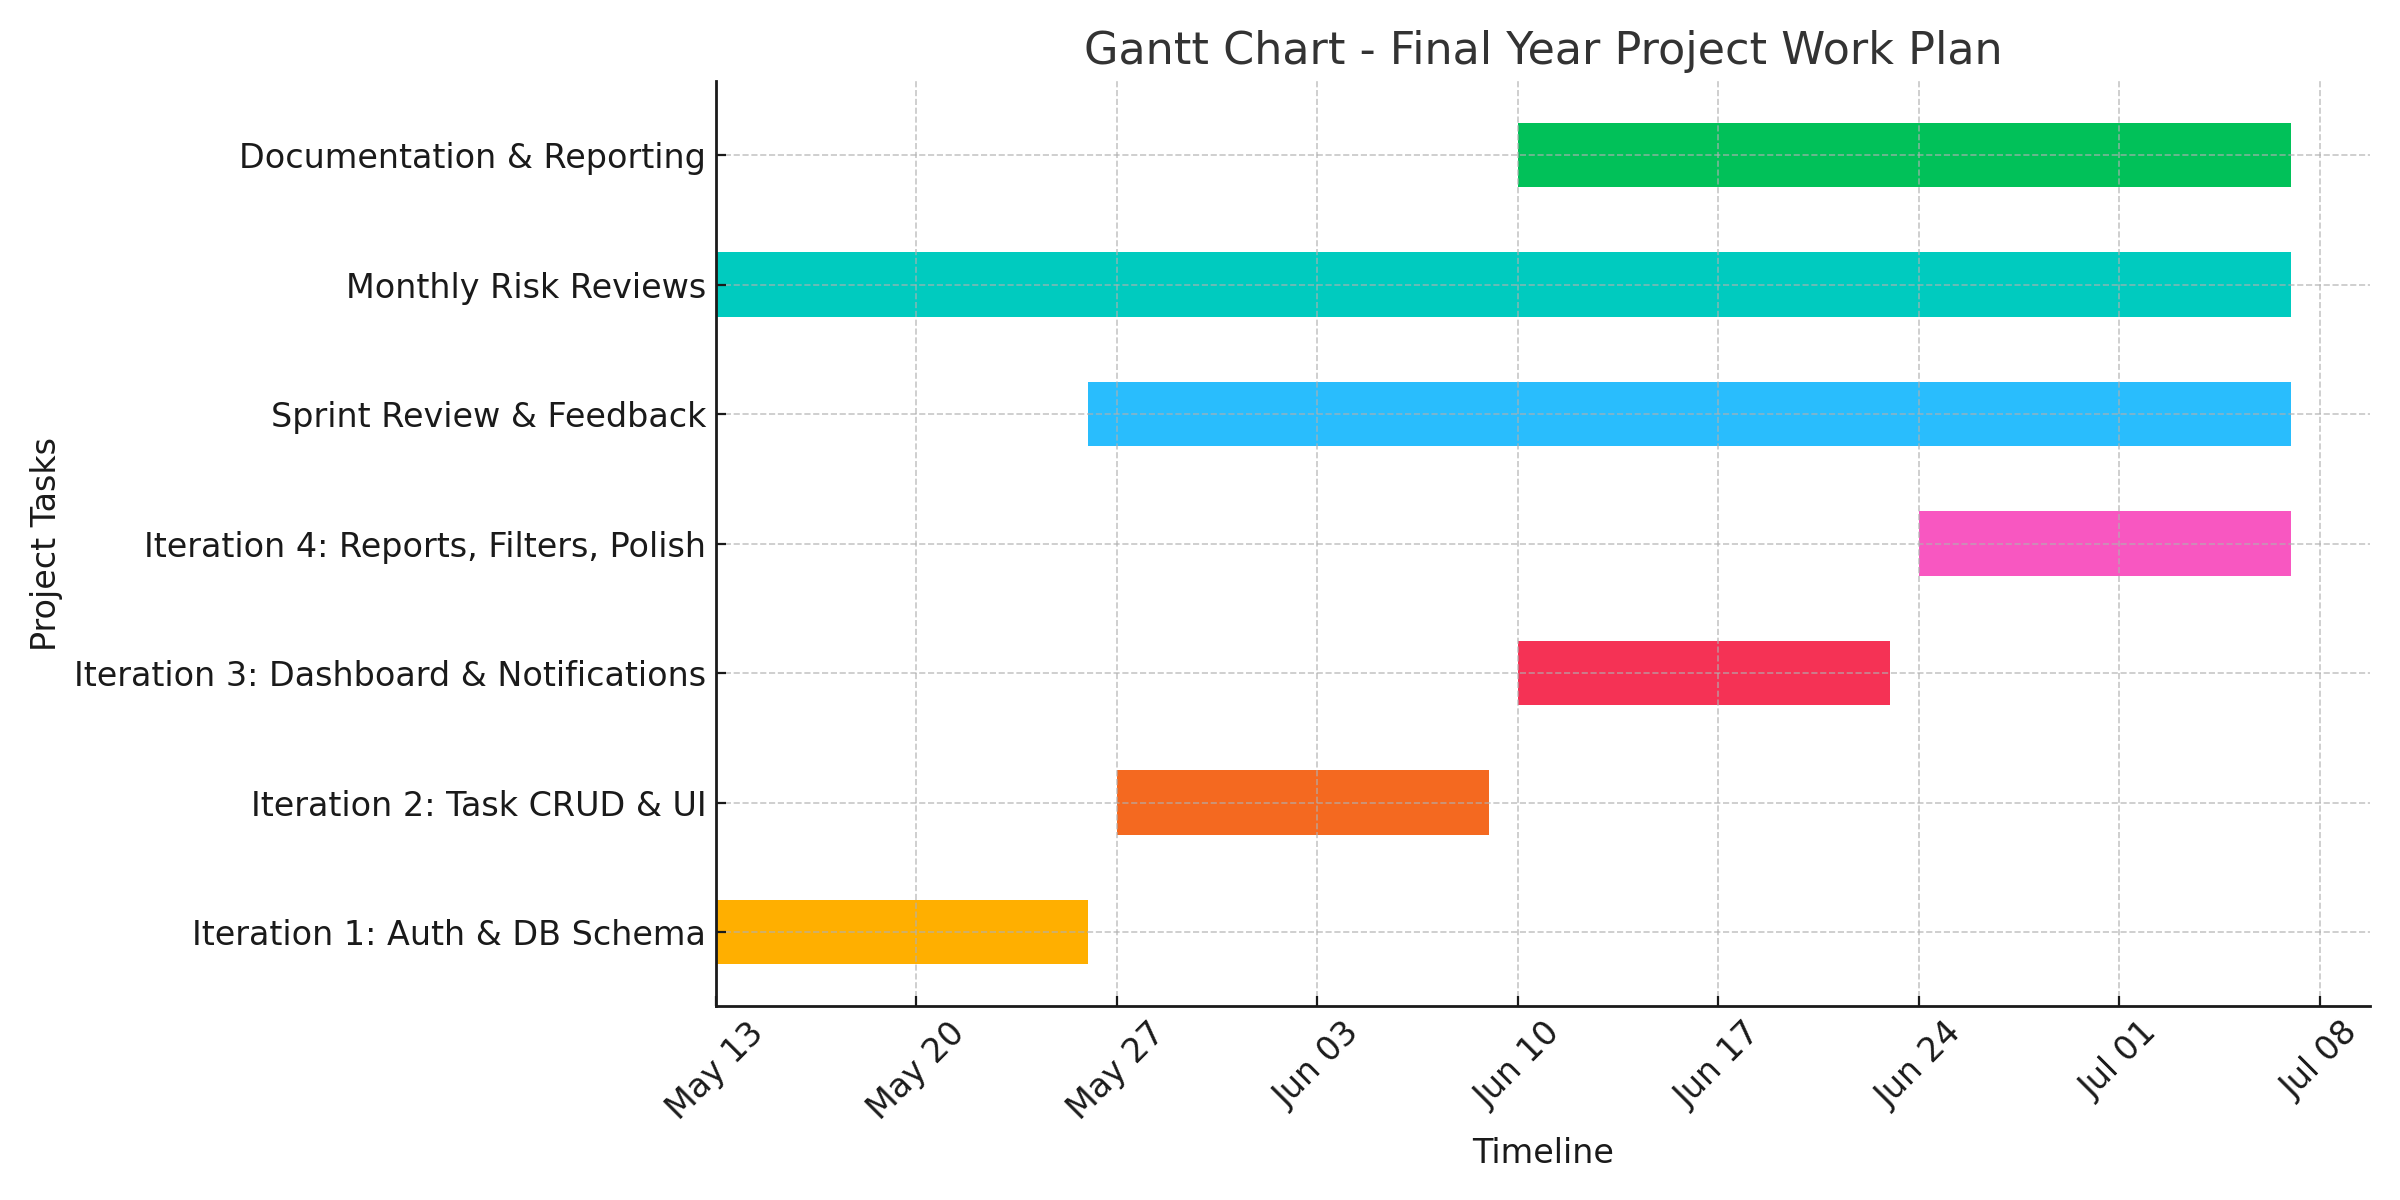 Gantt Chart - Final Year Project Work Plan
Documentation & Reporting
Monthly Risk Reviews
Sprint Review & Feedback
Iteration 4: Reports, Filters, Polish
Iteration 3: Dashboard & Notifications
Iteration 2: Task CRUD & UI
Iteration 1: Auth & DB Schema
Project Tasks
May 13
May 20
May 27
Jun 03
Jun 10
Jun 17
Jun 24
Jul 01
Jul 08
Timeline